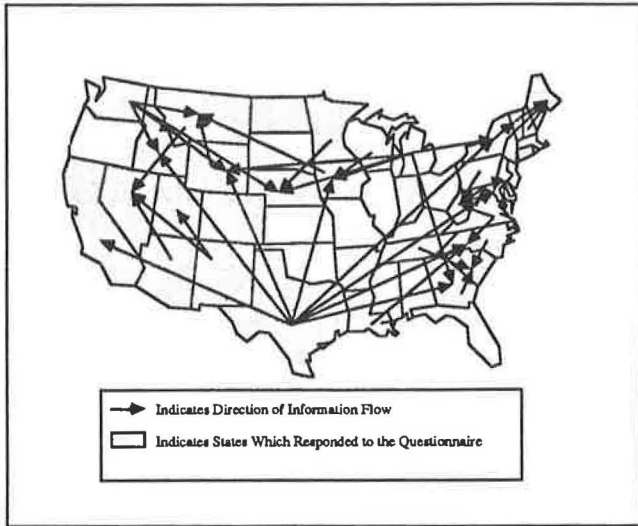 Indicates Direction of Information Flow
Indicates States Which Responded to the Questionnaire